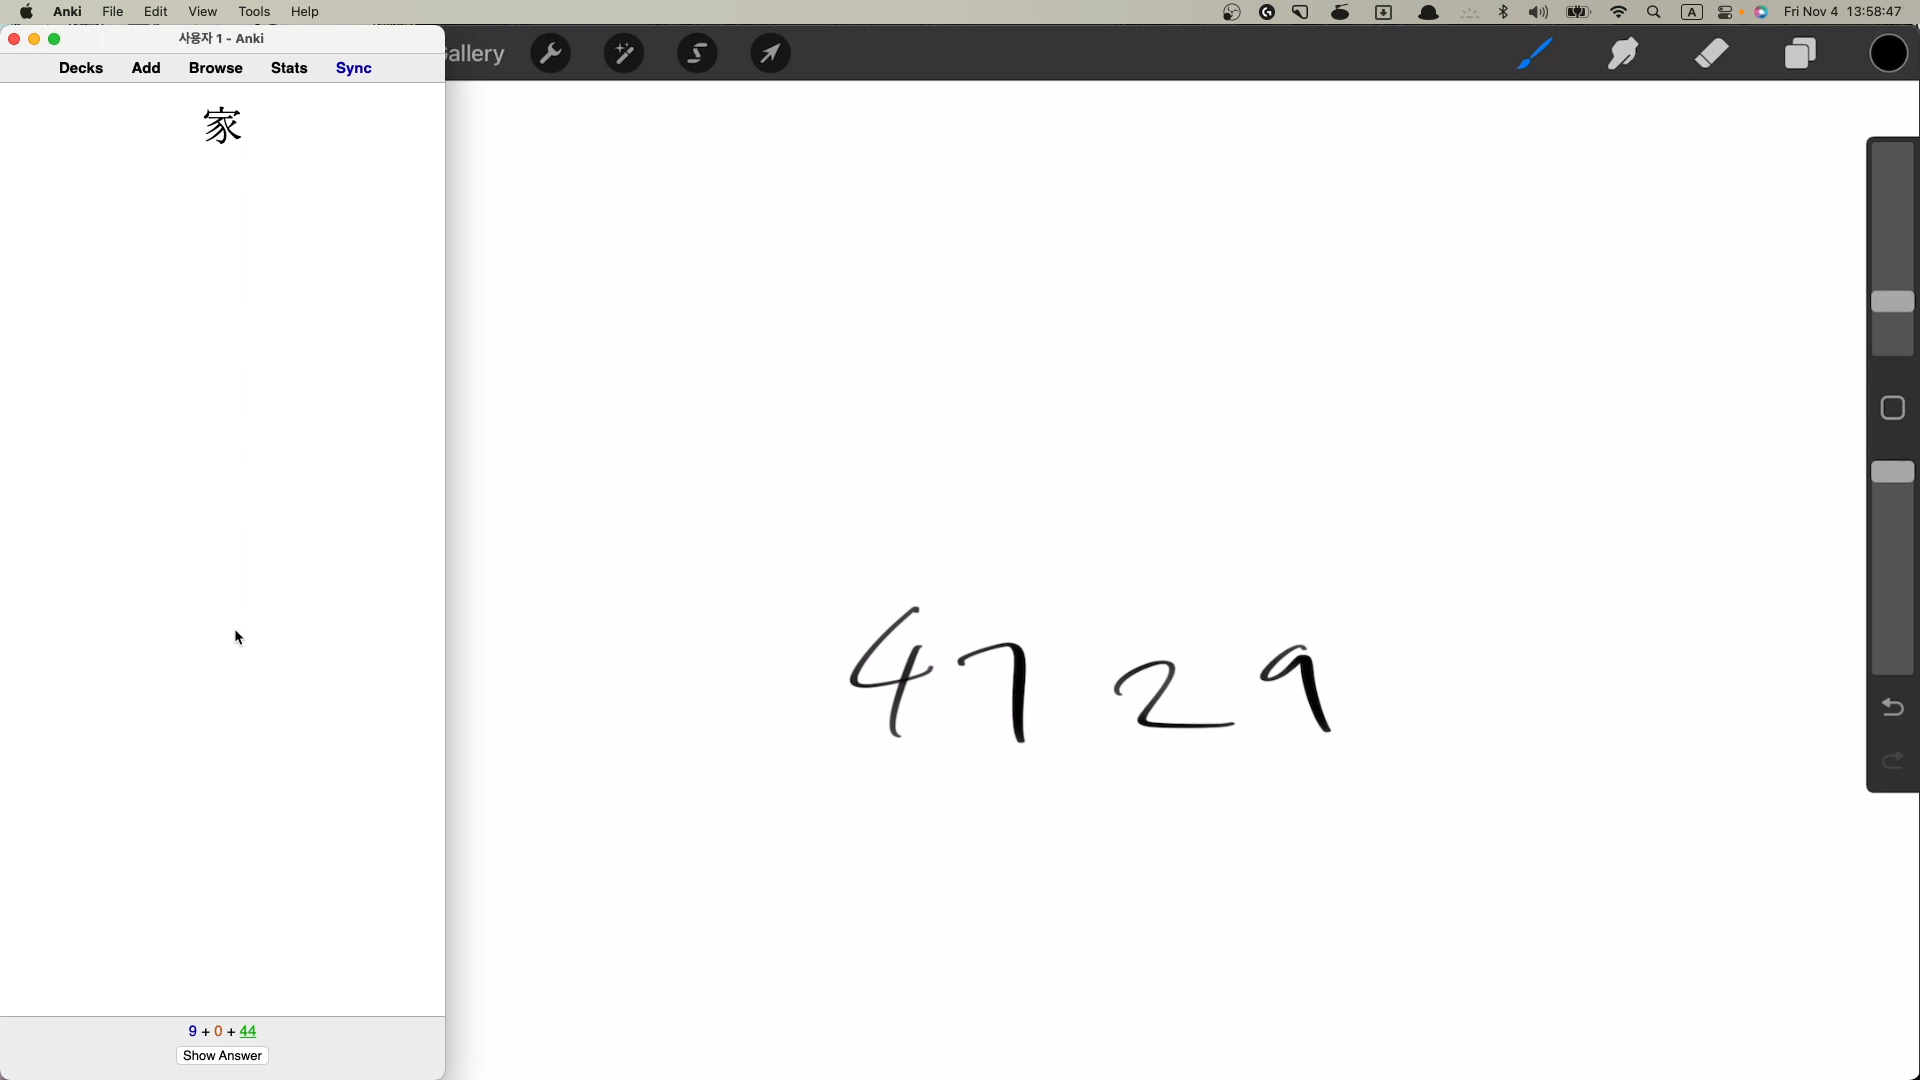 Anki File Edit View Tools Help A Fri Nov 4 13:58:47
사용자 1 - Anki
Decks Add Browse Stats Sync
allery
家
4729
9 + 0 + 44
Show Answer